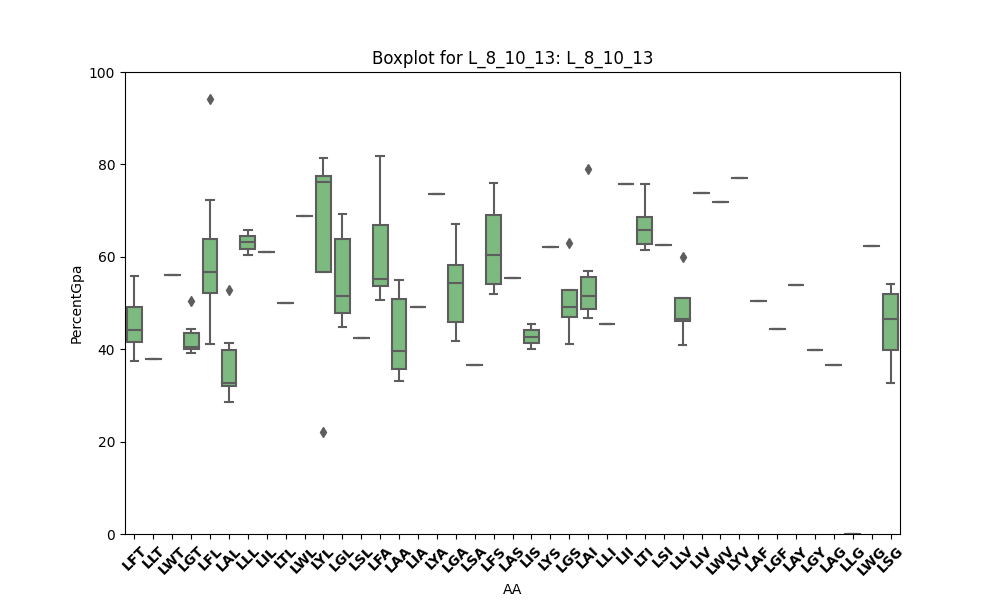 Boxplot for L_8_10_13: L_8_10_13
PercentGpa
100
80
60
40
20
0
LFT LLT LWT LGT LFL LAL LLL LIL LTL LWL LYL LGL LSL LFA LAA LIA LYA LGA LSA LFS LAS LIS LYS LGS LAI LLI LII LTI LSI LLV LIV LWV LYV LAF LGF LAY LGY LAG LLG LWG LSG
AA